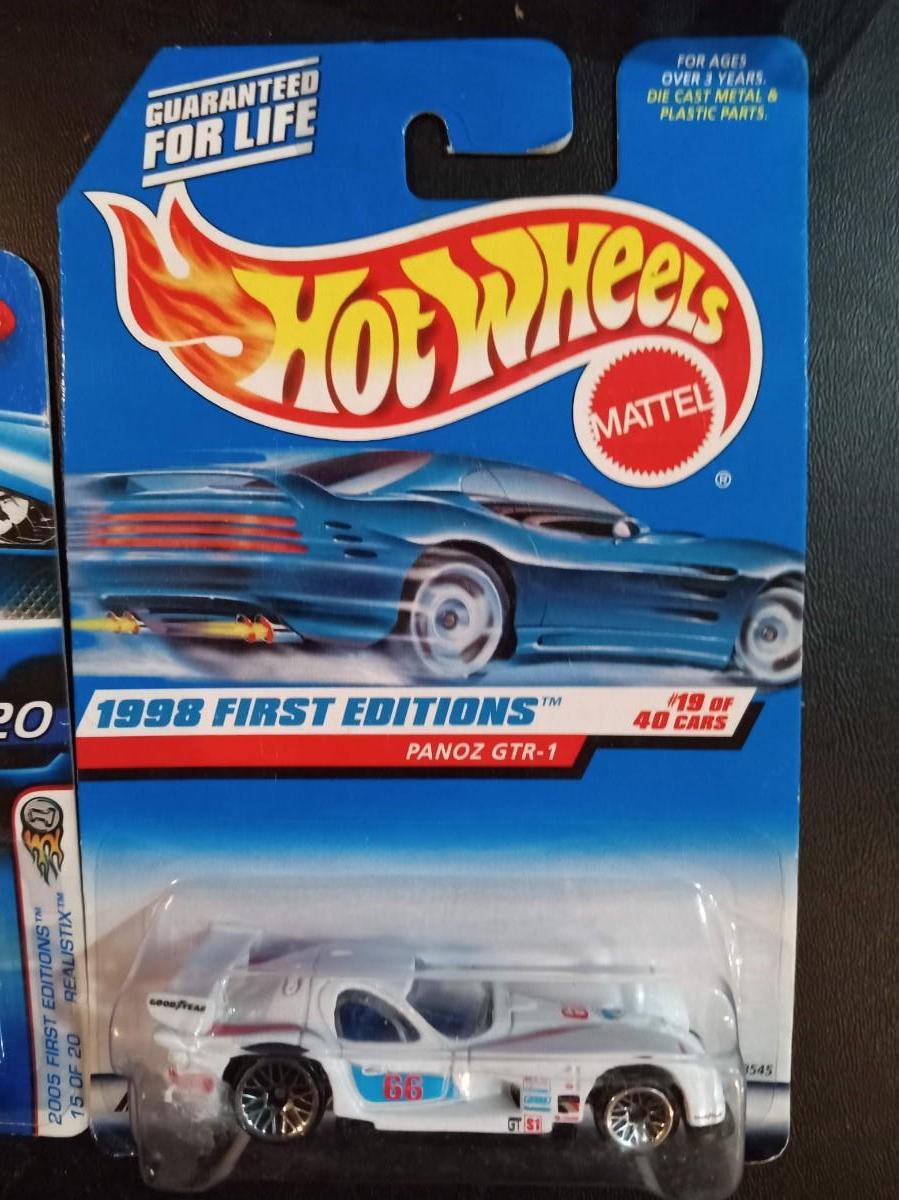 GUARANTEED
FOR LIFE
FOR AGES
OVER 3 YEARS.
DIE CAST METAL &
PLASTIC PARTS.
HOT WHEELS
MATTEL
®
1998 FIRST EDITIONS™
#19 OF
40 CARS
PANOZ GTR-1
20
2005 FIRST EDITIONS™
15 OF 20 REALISTIX™
GOODYEAR
66
66
GT
S1
3545